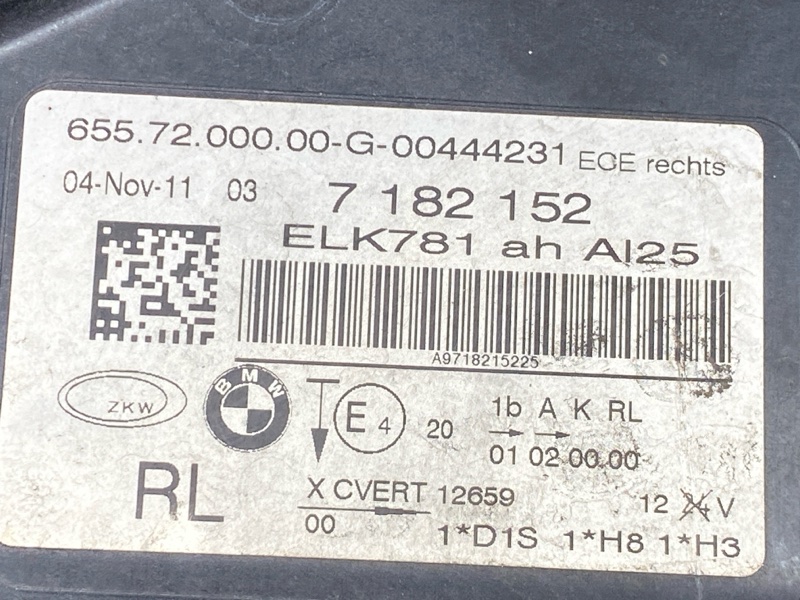 655.72.000.00-G-00444231 ECE rechts
04-Nov-11 03 7 182 152
ELK781 ah AI25
A9718215225
ZKW
BMW
E4 20
1b A K RL
01 02 00.00
RL
X CVERT 12659
00
12 24 V
1*D1S 1*H8 1*H3